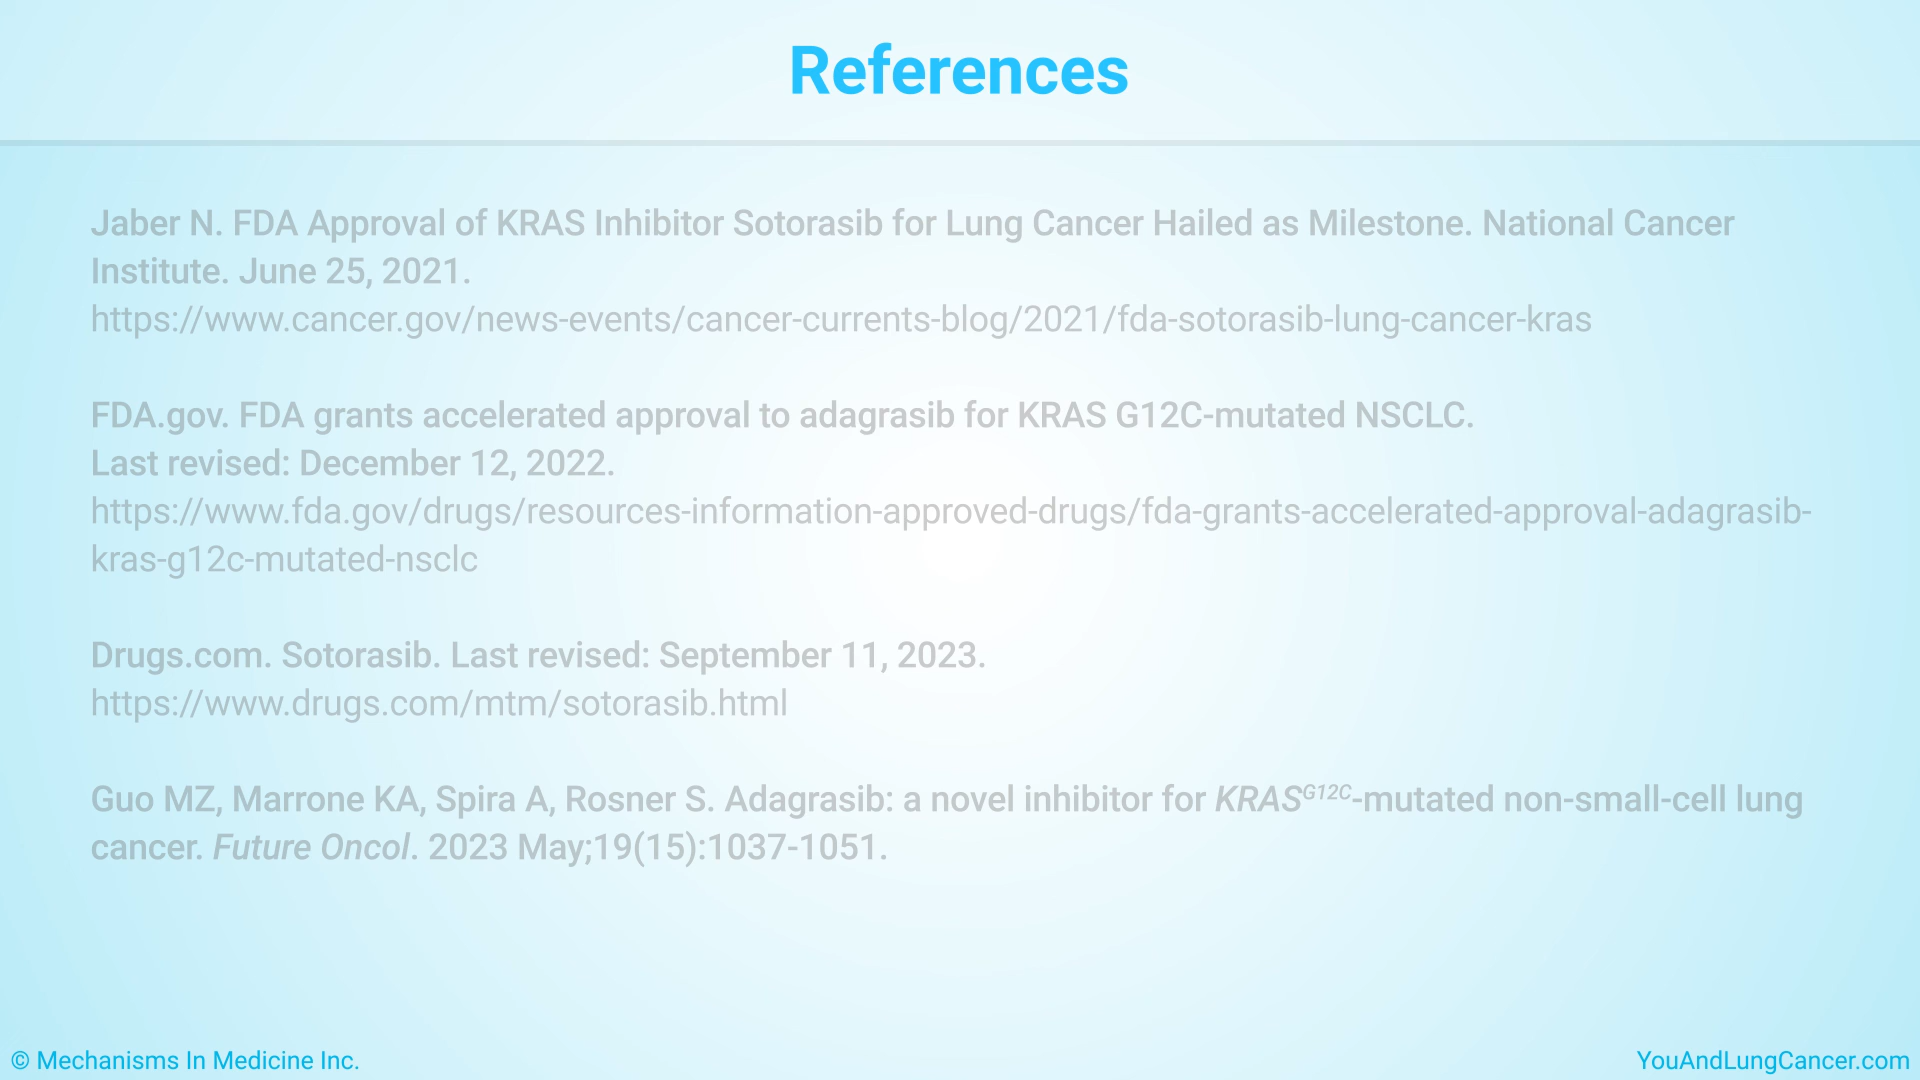 References
Jaber N. FDA Approval of KRAS Inhibitor Sotorasib for Lung Cancer Hailed as Milestone. National Cancer
Institute. June 25, 2021.
https://www.cancer.gov/news-events/cancer-currents-blog/2021/fda-sotorasib-lung-cancer-kras
FDA.gov. FDA grants accelerated approval to adagrasib for KRAS G12C-mutated NSCLC.
Last revised: December 12, 2022.
https://www.fda.gov/drugs/resources-information-approved-drugs/fda-grants-accelerated-approval-adagrasib-
kras-g12c-mutated-nsclc
Drugs.com. Sotorasib. Last revised: September 11, 2023.
https://www.drugs.com/mtm/sotorasib.html
Guo MZ, Marrone KA, Spira A, Rosner S. Adagrasib: a novel inhibitor for KRASG12C-mutated non-small-cell lung
cancer. Future Oncol. 2023 May;19(15):1037-1051.
© Mechanisms In Medicine Inc.
YouAndLungCancer.com